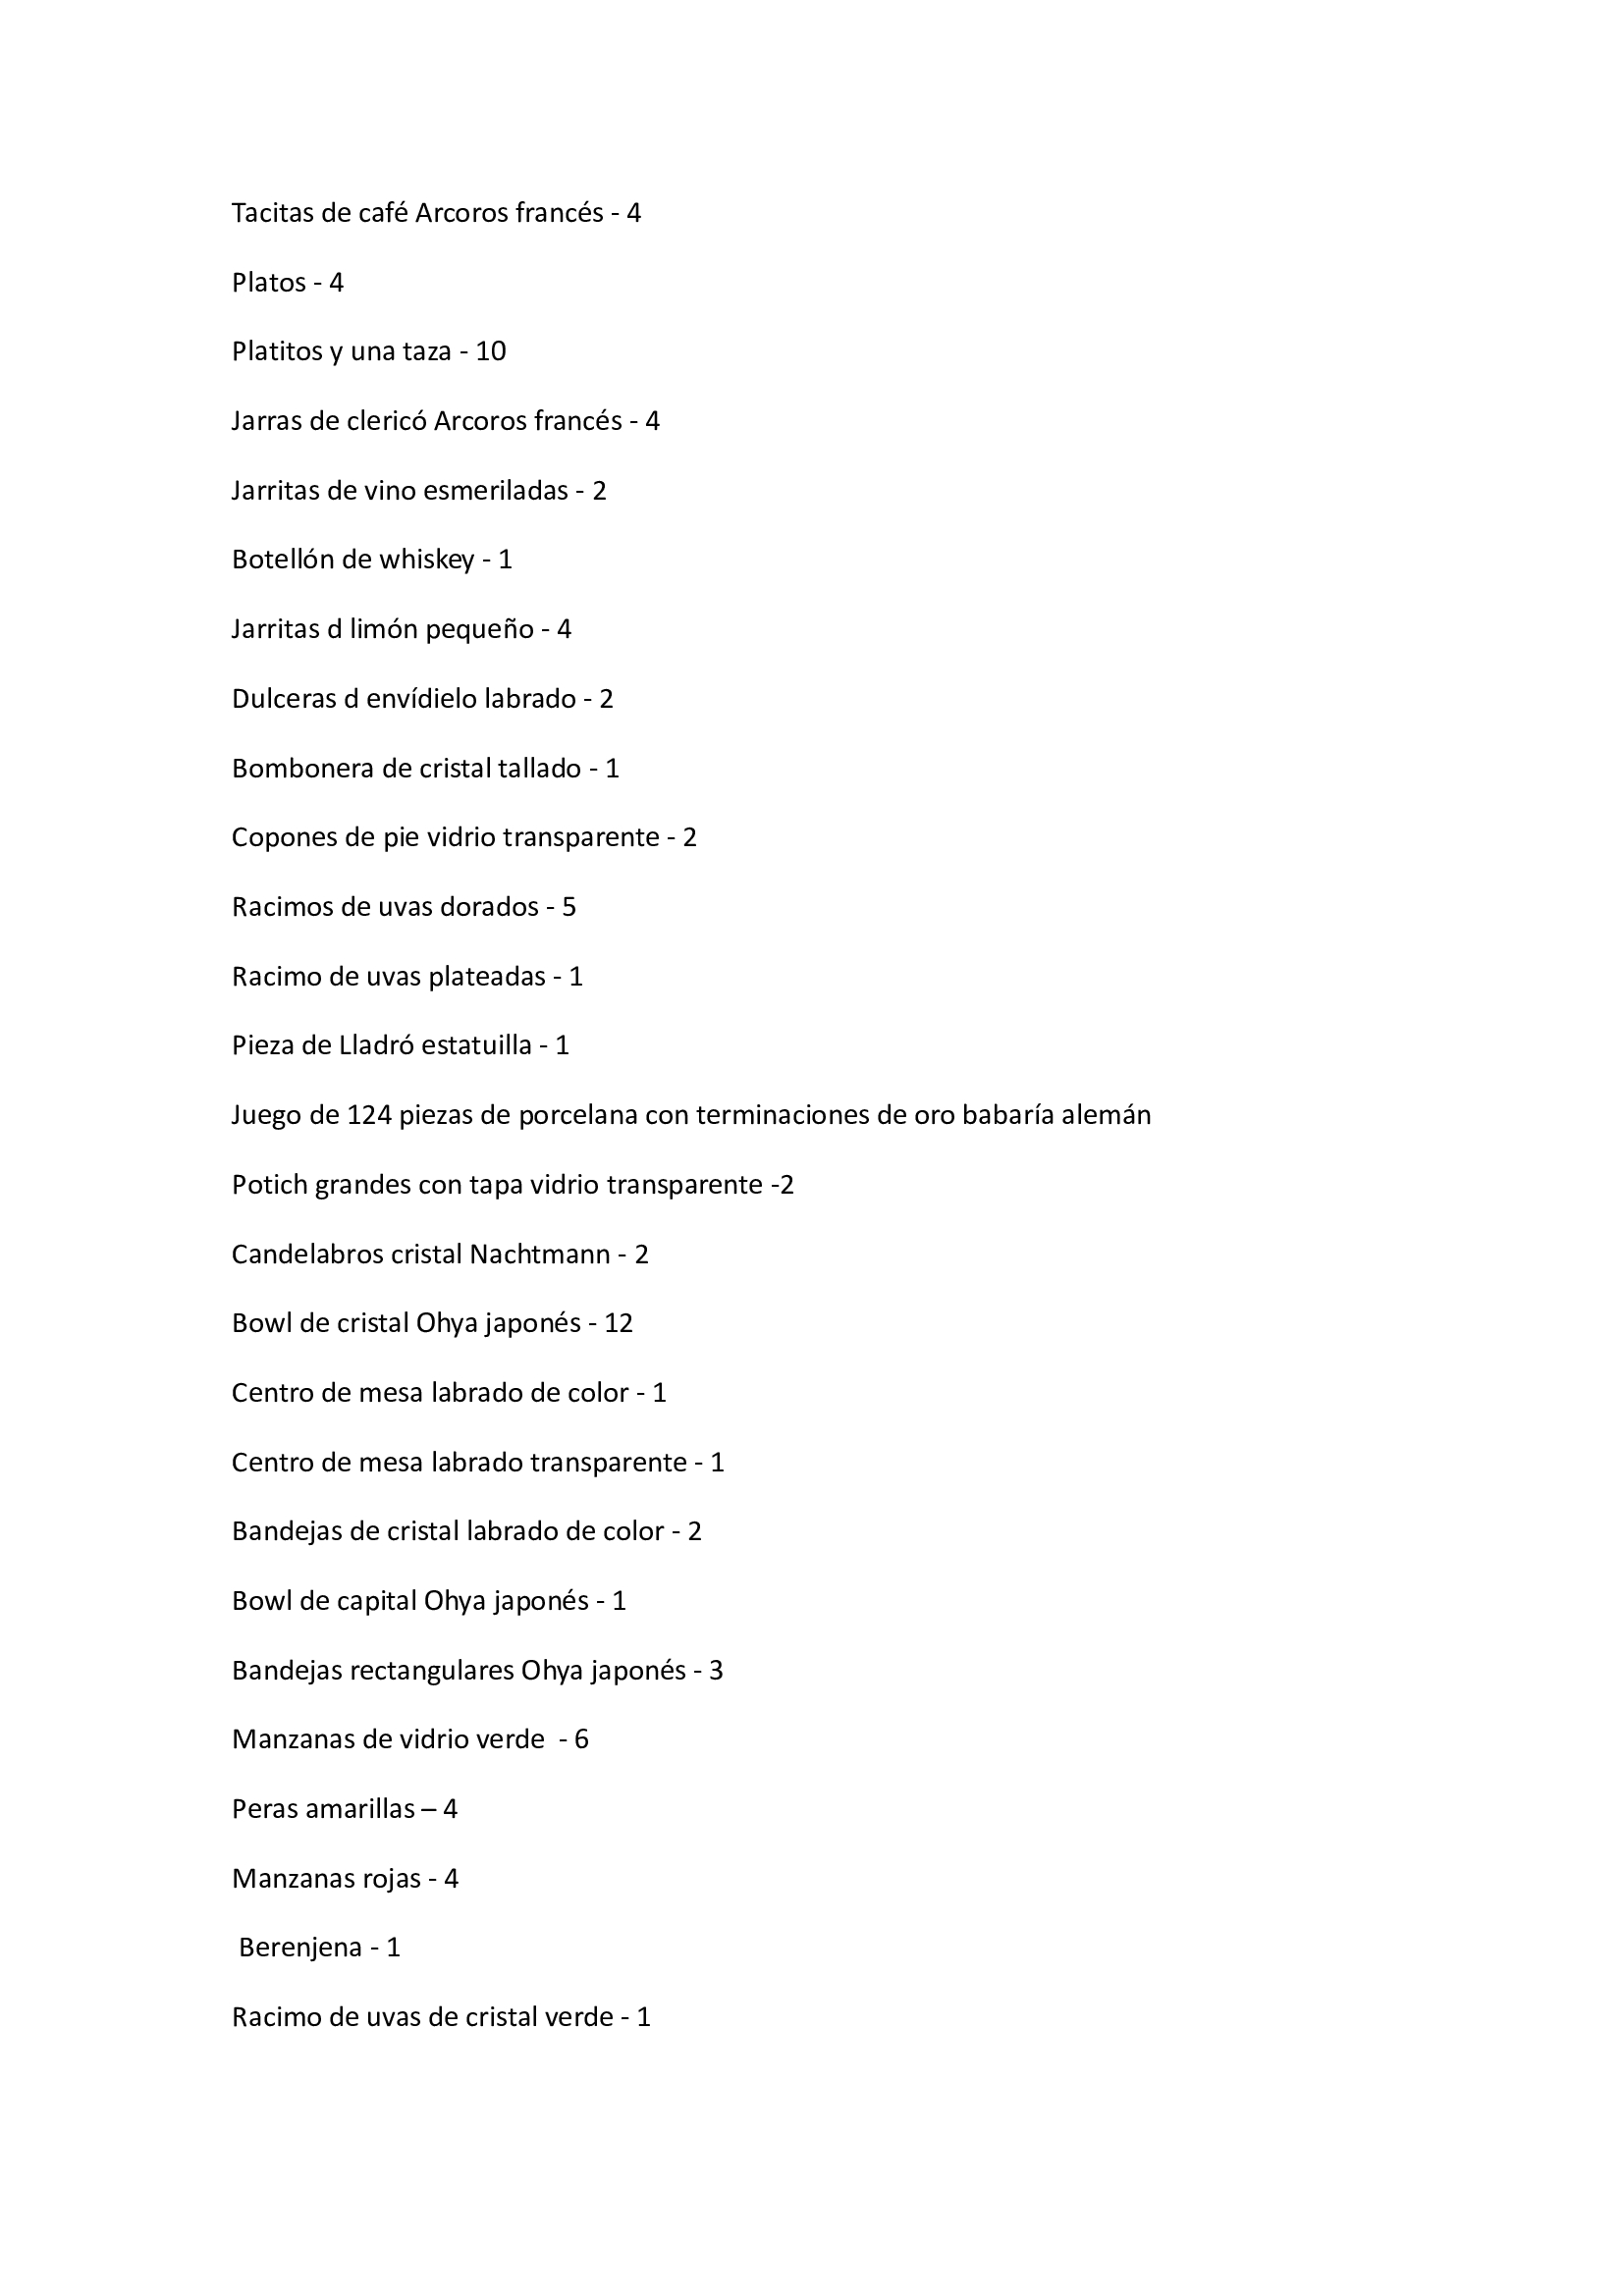 Tacitas de café Arcoros francés - 4
Platos - 4
Platitos y una taza - 10
Jarras de clericó Arcoros francés - 4
Jarritas de vino esmeriladas - 2
Botellón de whiskey - 1
Jarritas d limón pequeño - 4
Dulceras d envídielo labrado - 2
Bombonera de cristal tallado - 1
Copones de pie vidrio transparente - 2
Racimos de uvas dorados - 5
Racimo de uvas plateadas - 1
Pieza de Lladró estatuilla - 1
Juego de 124 piezas de porcelana con terminaciones de oro babaría alemán
Potich grandes con tapa vidrio transparente -2
Candelabros cristal Nachtmann - 2
Bowl de cristal Ohya japonés - 12
Centro de mesa labrado de color - 1
Centro de mesa labrado transparente - 1
Bandejas de cristal labrado de color - 2
Bowl de capital Ohya japonés - 1
Bandejas rectangulares Ohya japonés - 3
Manzanas de vidrio verde  - 6
Peras amarillas – 4
Manzanas rojas - 4
Berenjena - 1
Racimo de uvas de cristal verde - 1